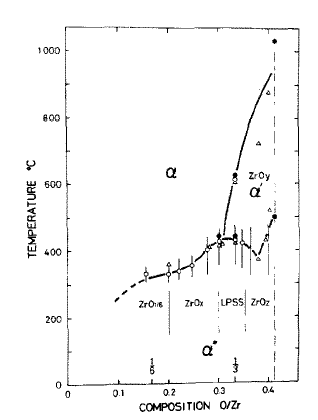 1000
800
600
400
200
0
TEMPERATURE °C
α
ZrOy
α'
ZrO1/6 ZrOx LPSS ZrOz
α"
1/6 1/3
0 0.1 0.2 0.3 0.4
COMPOSITION O/Zr